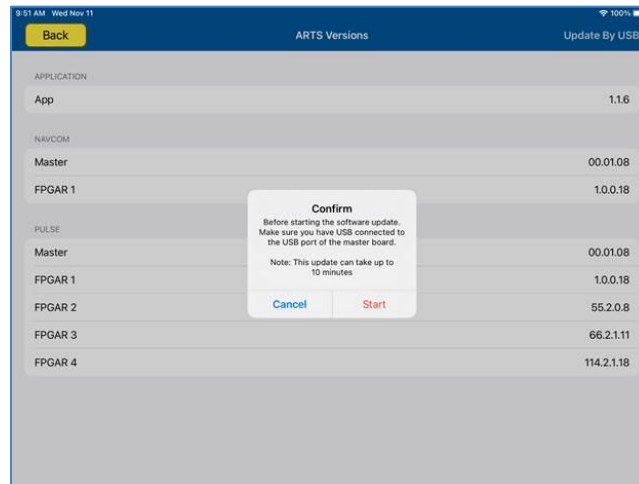 9:51 AM Wed Nov 11 100%
Back ARTS Versions Update By USB
APPLICATION
App 1.1.6
NAVCOM
Master 00.01.08
FPGAR 1 1.0.0.18
PULSE
Master 00.01.08
FPGAR 1 1.0.0.18
FPGAR 2 55.2.0.8
FPGAR 3 66.2.1.11
FPGAR 4 114.2.1.18
Confirm
Before starting the software update.
Make sure you have USB connected to
the USB port of the master board.
Note: This update can take up to
10 minutes
Cancel Start